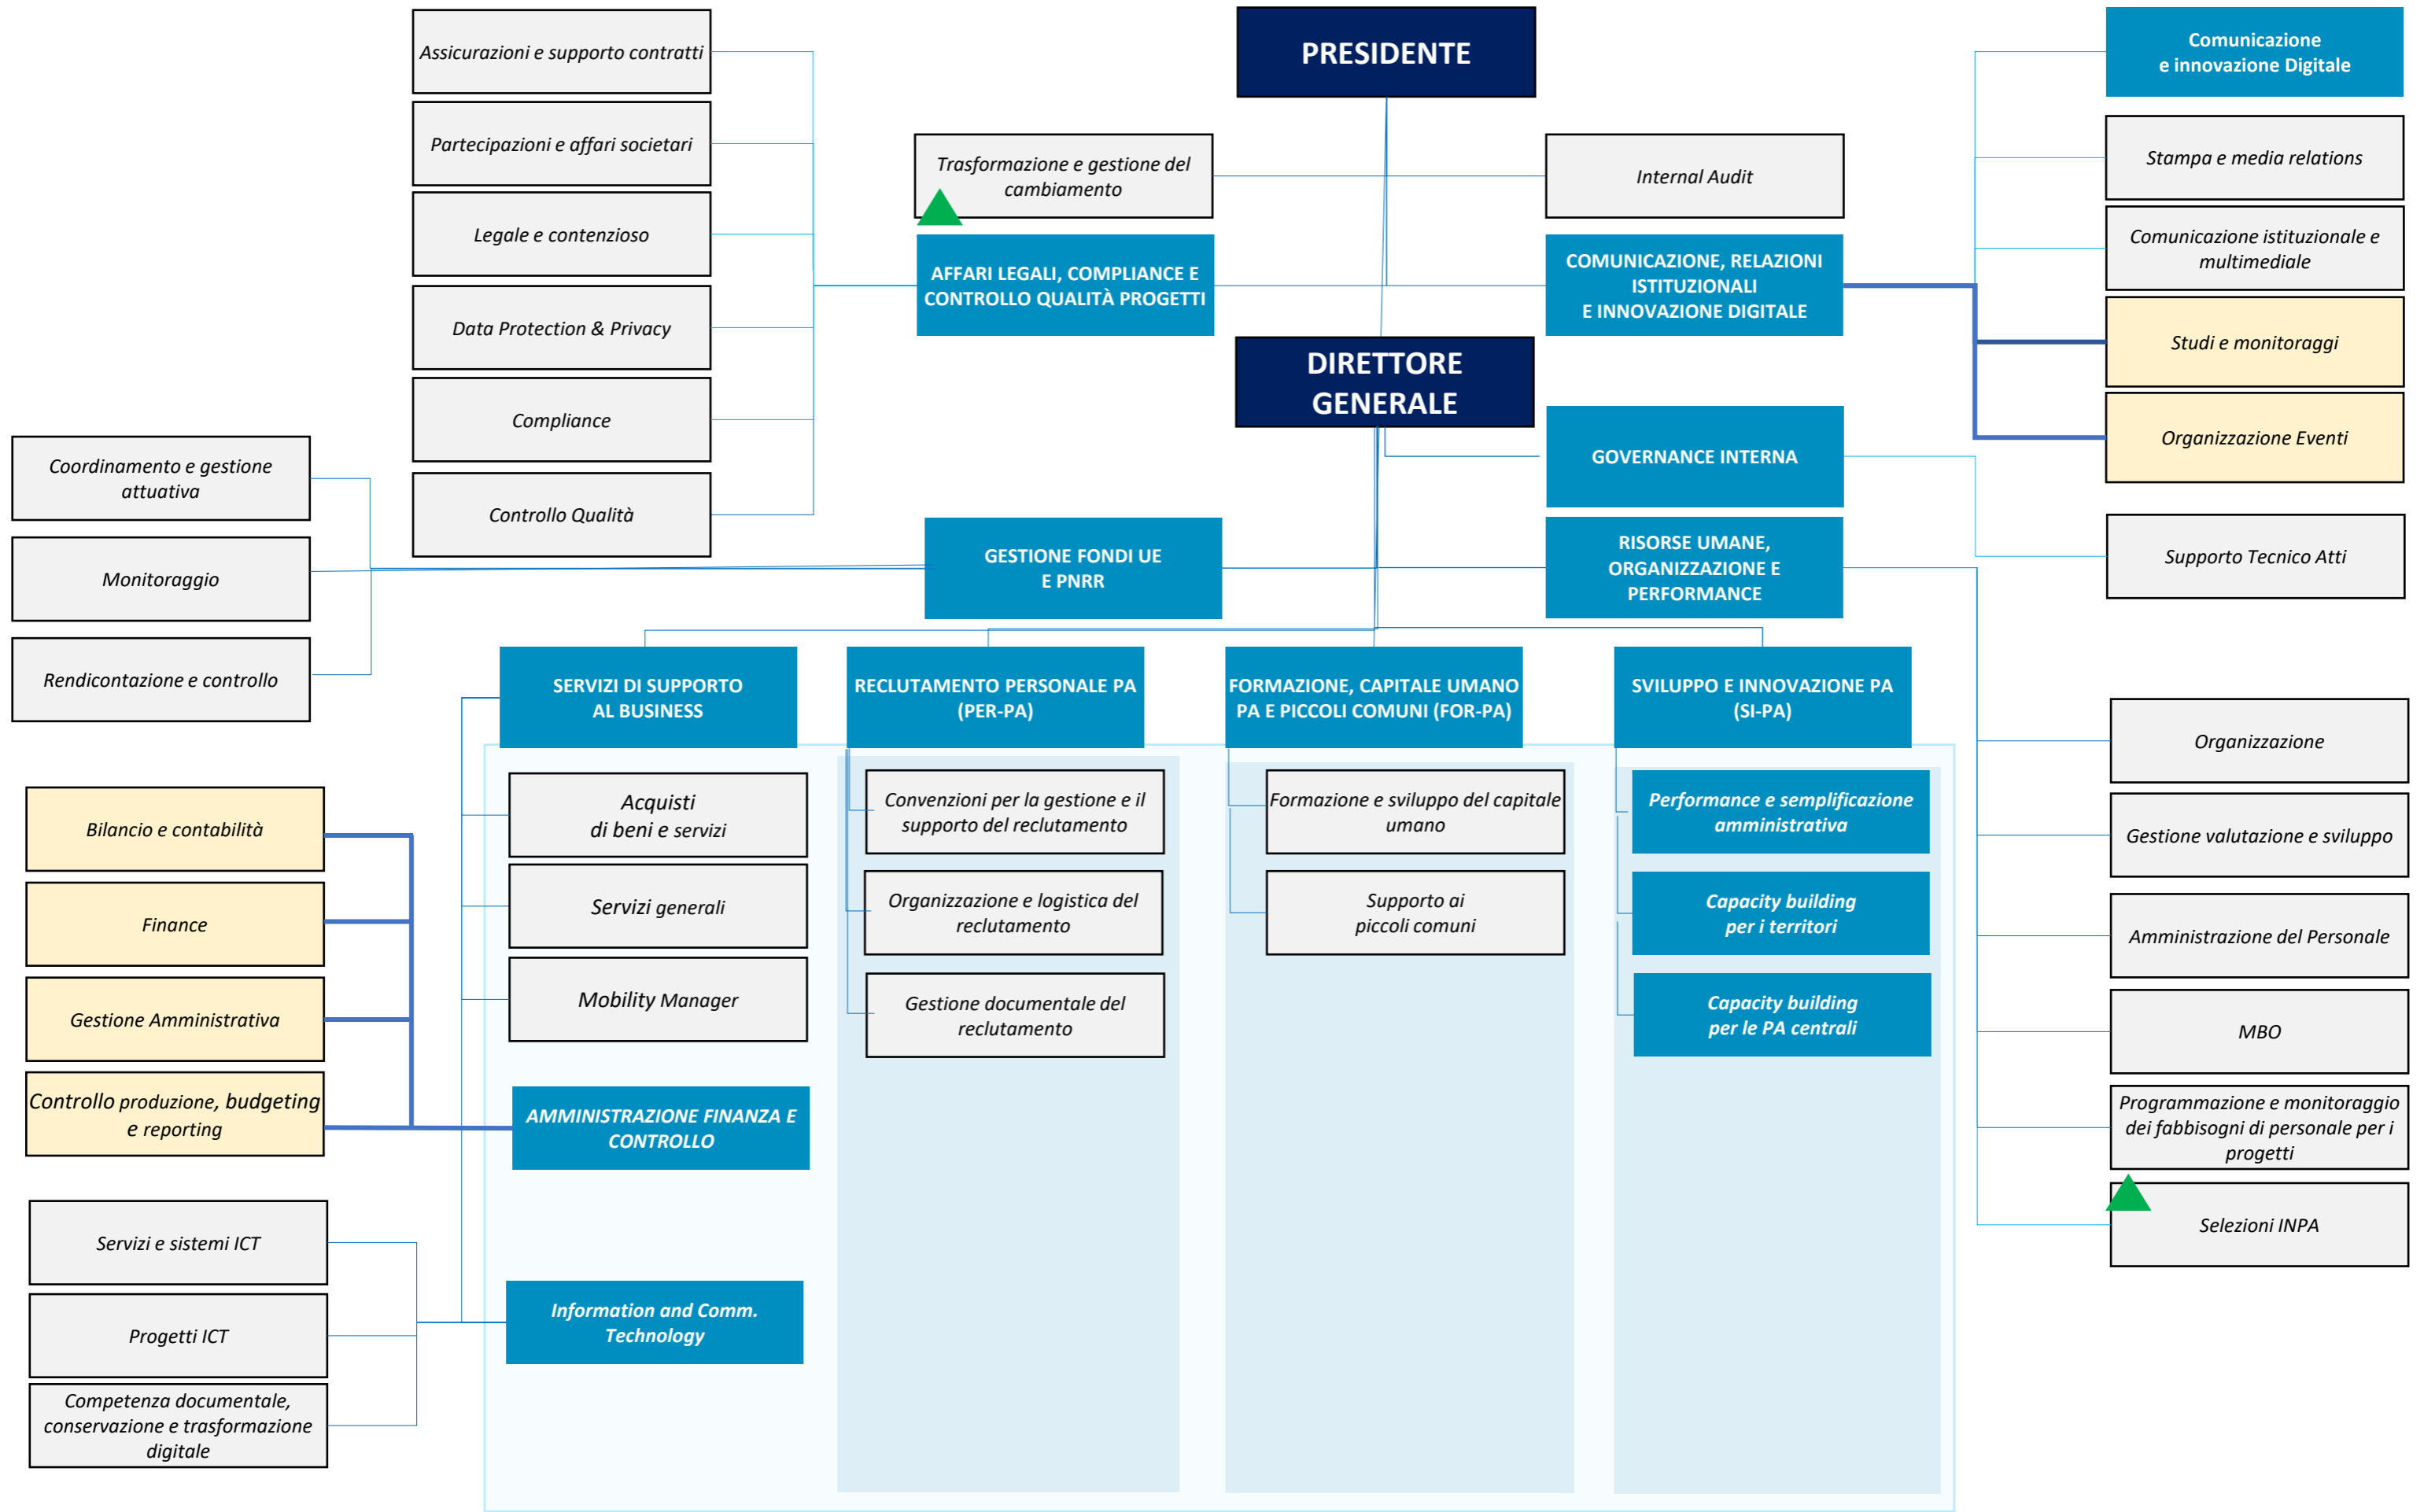 PRESIDENTE
Trasformazione e gestione del
cambiamento
Internal Audit
AFFARI LEGALI, COMPLIANCE E
CONTROLLO QUALITÀ PROGETTI
COMUNICAZIONE, RELAZIONI
ISTITUZIONALI
E INNOVAZIONE DIGITALE
Assicurazioni e supporto contratti
Partecipazioni e affari societari
Legale e contenzioso
Data Protection & Privacy
Compliance
Controllo Qualità
Comunicazione
e innovazione Digitale
Stampa e media relations
Comunicazione istituzionale e
multimediale
Studi e monitoraggi
Organizzazione Eventi
DIRETTORE
GENERALE
GOVERNANCE INTERNA
Supporto Tecnico Atti
GESTIONE FONDI UE
E PNRR
Coordinamento e gestione
attuativa
Monitoraggio
Rendicontazione e controllo
RISORSE UMANE,
ORGANIZZAZIONE E
PERFORMANCE
Organizzazione
Gestione valutazione e sviluppo
Amministrazione del Personale
MBO
Programmazione e monitoraggio
dei fabbisogni di personale per i
progetti
Selezioni INPA
SERVIZI DI SUPPORTO
AL BUSINESS
Acquisti
di beni e servizi
Servizi generali
Mobility Manager
AMMINISTRAZIONE FINANZA E
CONTROLLO
Bilancio e contabilità
Finance
Gestione Amministrativa
Controllo produzione, budgeting
e reporting
Information and Comm.
Technology
Servizi e sistemi ICT
Progetti ICT
Competenza documentale,
conservazione e trasformazione
digitale
RECLUTAMENTO PERSONALE PA
(PER-PA)
Convenzioni per la gestione e il
supporto del reclutamento
Organizzazione e logistica del
reclutamento
Gestione documentale del
reclutamento
FORMAZIONE, CAPITALE UMANO
PA E PICCOLI COMUNI (FOR-PA)
Formazione e sviluppo del capitale
umano
Supporto ai
piccoli comuni
SVILUPPO E INNOVAZIONE PA
(SI-PA)
Performance e semplificazione
amministrativa
Capacity building
per i territori
Capacity building
per le PA centrali